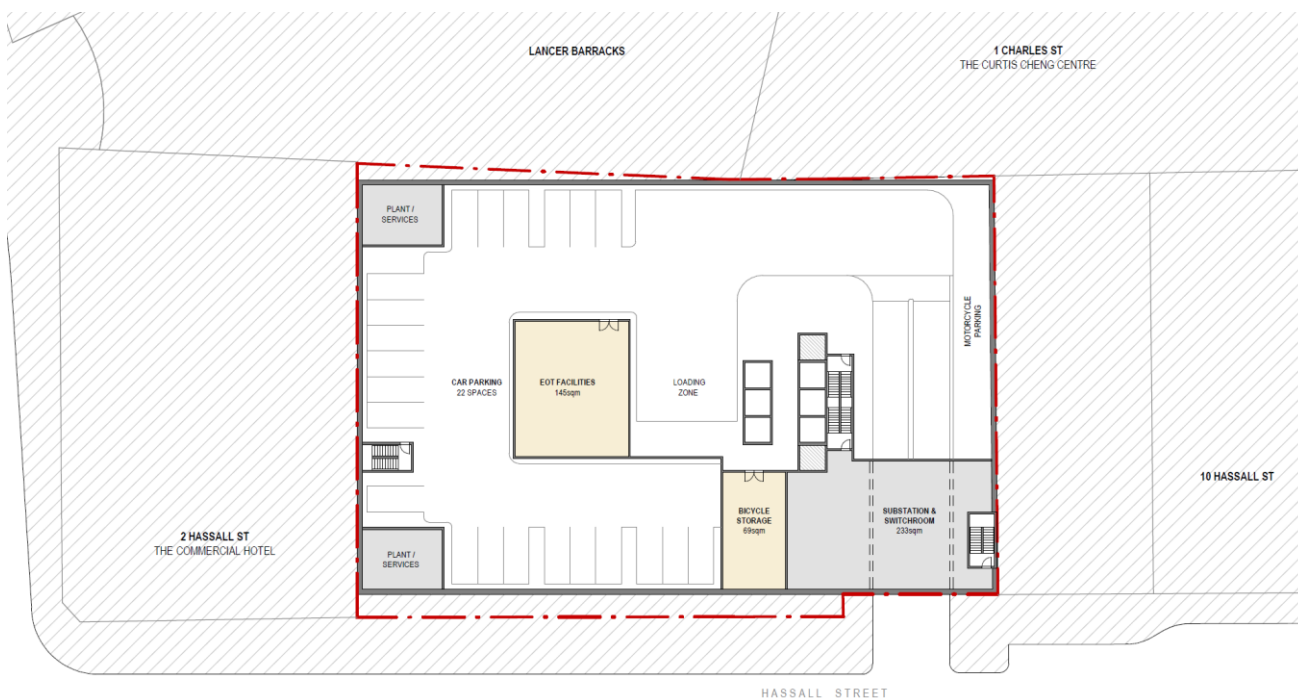 LANCER BARRACKS
1 CHARLES ST
THE CURTIS CHENG CENTRE
PLANT /
SERVICES
MOTORCYCLE
PARKING
CAR PARKING
22 SPACES
EOT FACILITIES
145sqm
LOADING
ZONE
10 HASSALL ST
BICYCLE
STORAGE
69sqm
SUBSTATION &
SWITCHROOM
233sqm
2 HASSALL ST
THE COMMERCIAL HOTEL
PLANT /
SERVICES
HASSALL STREET